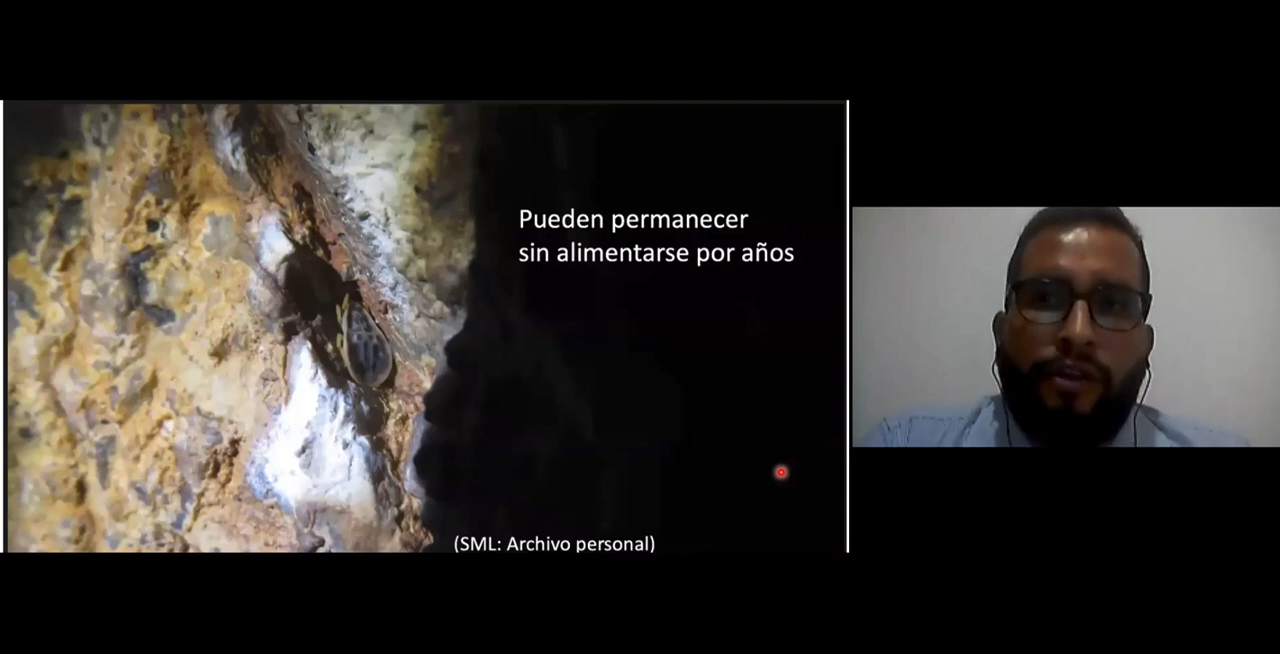 Pueden permanecer
sin alimentarse por años
(SML: Archivo personal)